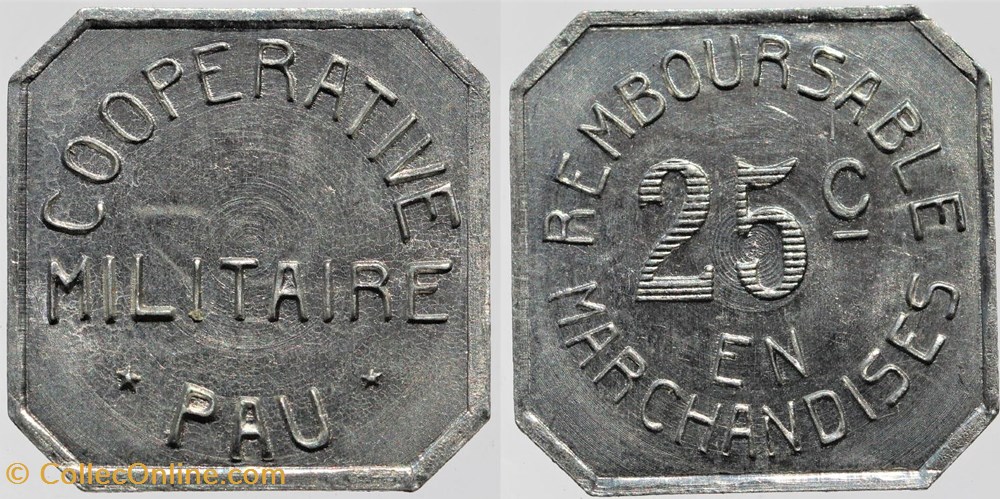 COOPERATIVE
MILITAIRE
* PAU *
REMBOURSABLE
25 C
EN
MARCHANDISES
© CollecOnline.com